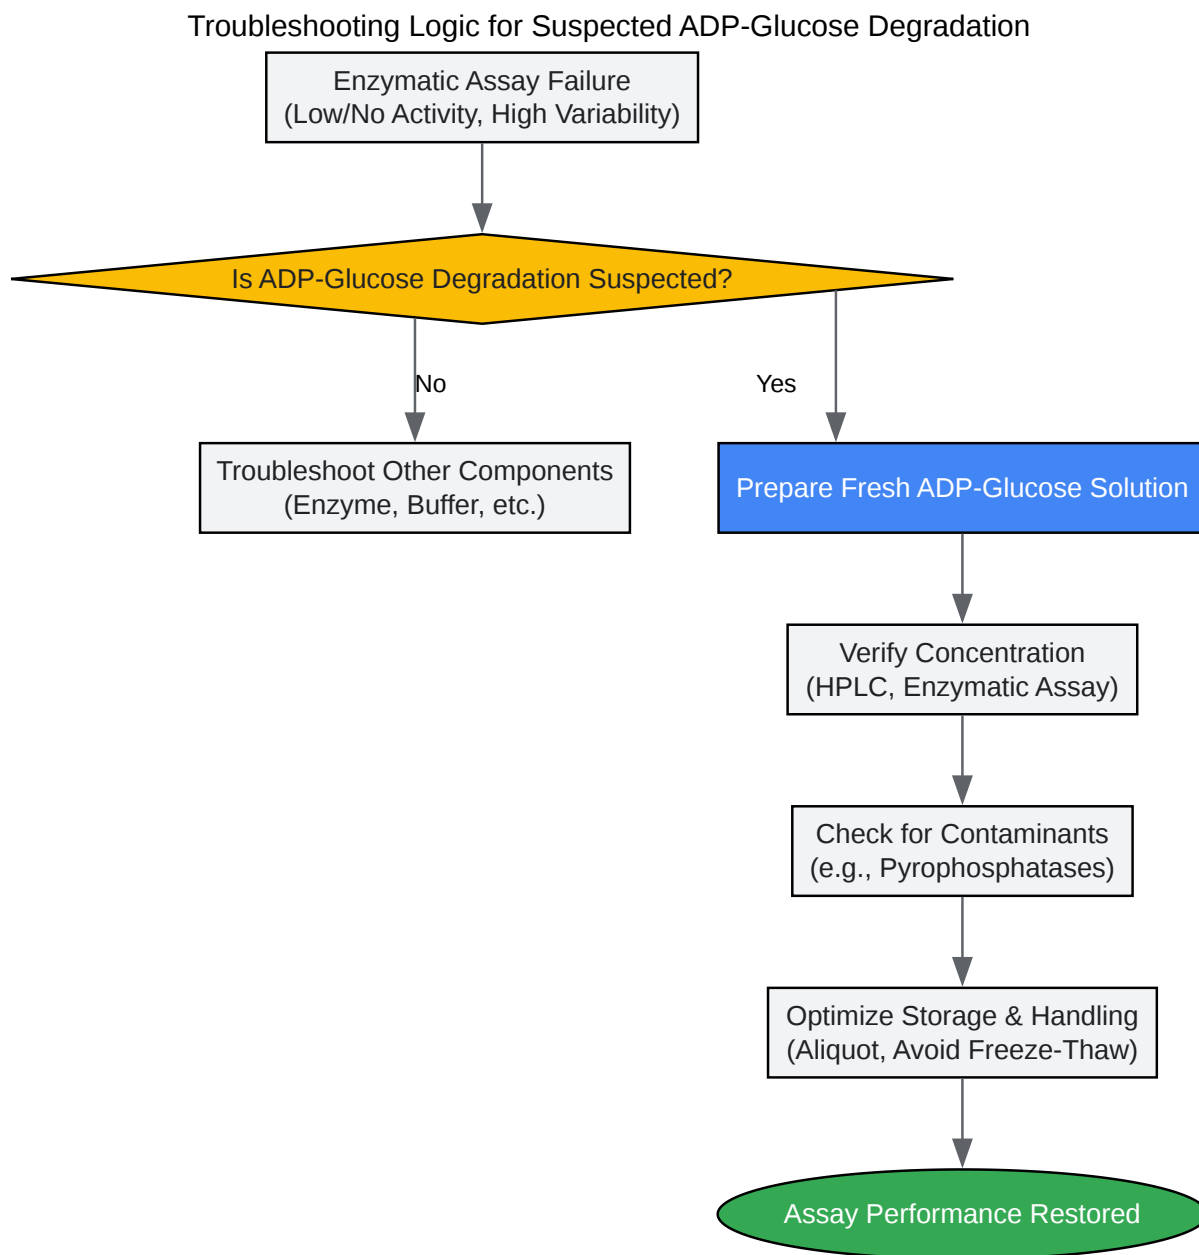 Troubleshooting Logic for Suspected ADP-Glucose Degradation
Enzymatic Assay Failure
(Low/No Activity, High Variability)
Is ADP-Glucose Degradation Suspected?
No
Yes
Troubleshoot Other Components
(Enzyme, Buffer, etc.)
Prepare Fresh ADP-Glucose Solution
Verify Concentration
(HPLC, Enzymatic Assay)
Check for Contaminants
(e.g., Pyrophosphatases)
Optimize Storage & Handling
(Aliquot, Avoid Freeze-Thaw)
Assay Performance Restored